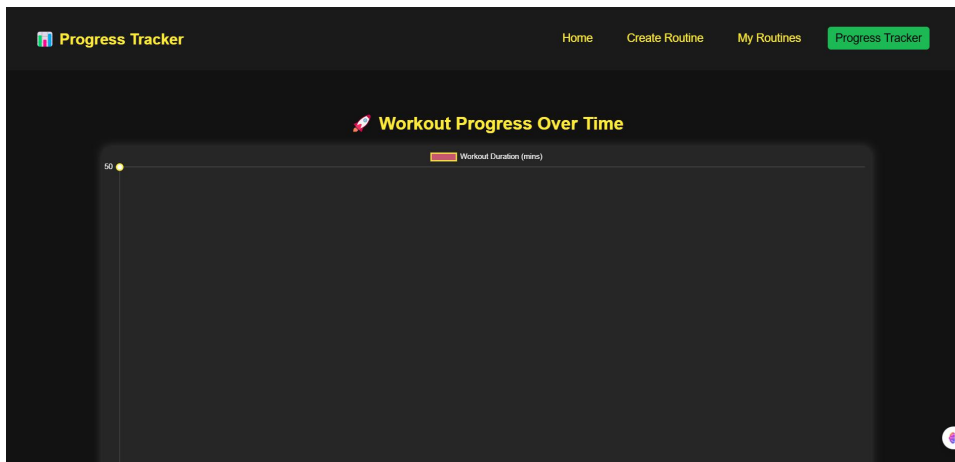 📊 Progress Tracker
Home Create Routine My Routines Progress Tracker
🚀 Workout Progress Over Time
Workout Duration (mins)
50